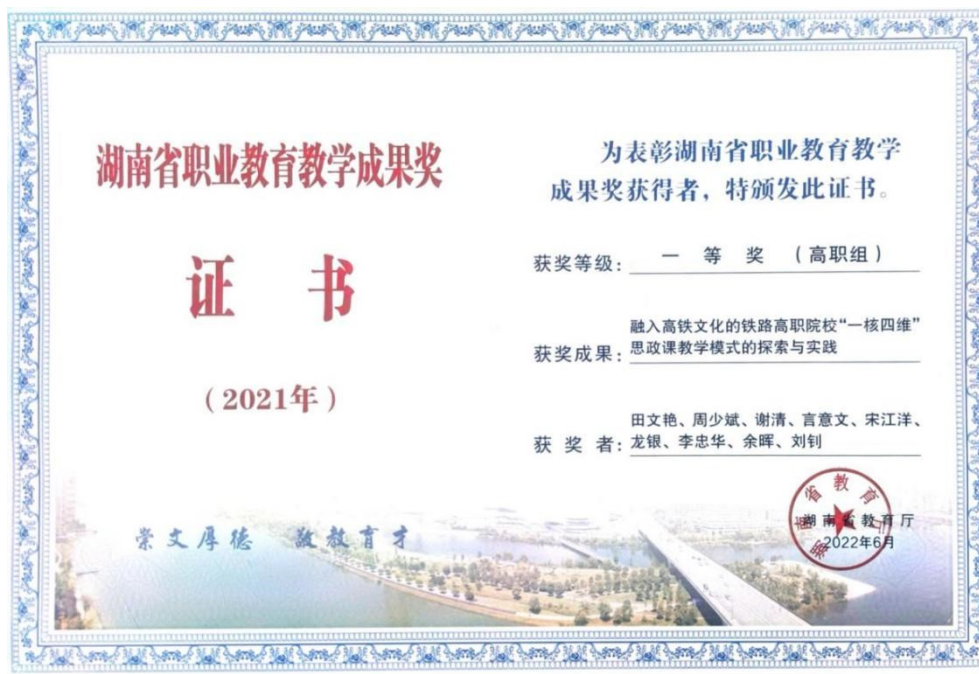 湖南省职业教育教学成果奖
证 书
（2021年）
崇文厚德 敬教育才
为表彰湖南省职业教育教学
成果奖获得者，特颁发此证书。
获奖等级： 一 等 奖 （高职组）
获奖成果： 融入高铁文化的铁路高职院校“一核四维”
思政课教学模式的探索与实践
获 奖 者： 田文艳、周少斌、谢清、言意文、宋江洋、
龙银、李忠华、余晖、刘钊
湖南省教育厅
湖南省教育厅
2022年6月